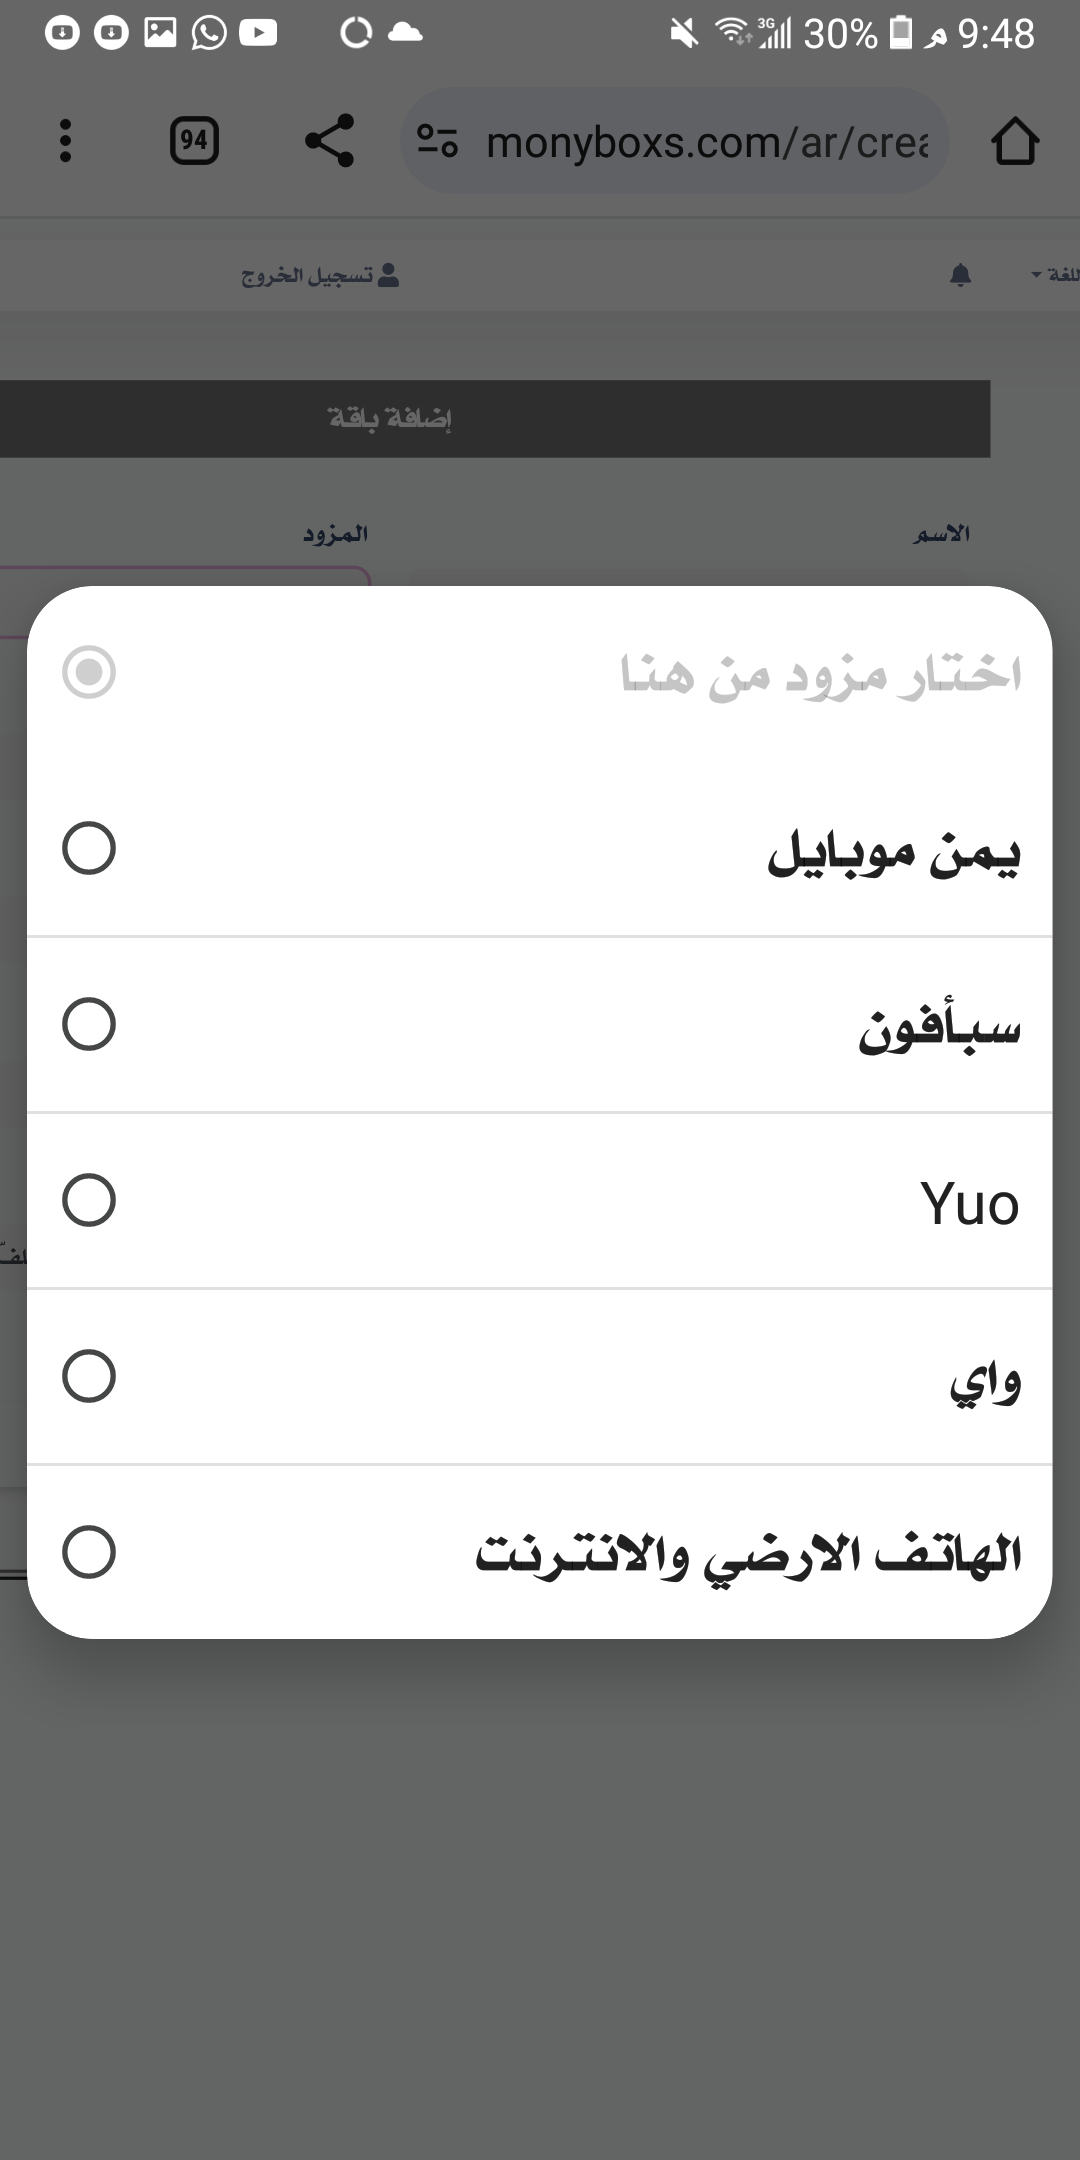 9:48 م 30% 3G
94
monyboxs.com/ar/crea
تسجيل الخروج
إضافة باقة
الاسم
المزود
اختار مزود من هنا
يمن موبايل
سبأفون
Yuo
واي
الهاتف الارضي والانترنت